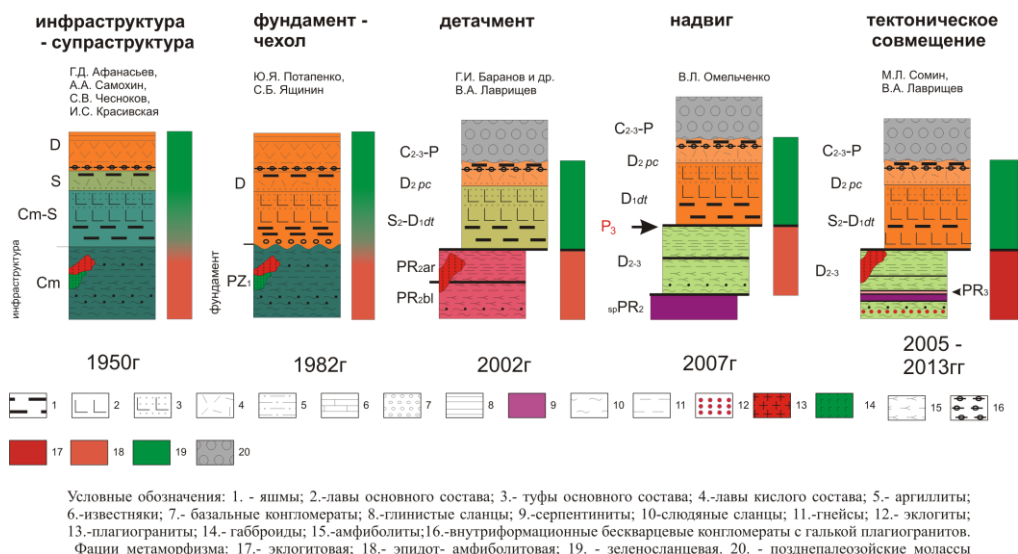 инфраструктура
- супраструктура
Г.Д. Афанасьев,
А.А. Самохин,
С.В. Чесноков,
И.С. Красивская
D
S
Cm-S
Cm
инфраструктура
1950г
фундамент -
чехол
Ю.Я. Потапенко,
С.Б. Ящинин
D
PZ1
фундамент
1982г
детачмент
Г.И. Баранов и др.
В.А. Лаврищев
C2-3-P
D2 pc
S2-D1dt
PR2ar
PR2bl
2002г
надвиг
В.Л. Омельченко
C2-3-P
D2 pc
D1dt
P3
D2-3
spPR2
2007г
тектоническое
совмещение
М.Л. Сомин,
В.А. Лаврищев
C2-3-P
D2 pc
S2-D1dt
D2-3
PR3
2005 -
2013гг
1 2 3 4 5 6 7 8 9 10 11 12 13 14 15 16
17 18 19 20
Условные обозначения: 1. - яшмы; 2.-лавы основного состава; 3.- туфы основного состава; 4.-лавы кислого состава; 5.- аргиллиты;
6.-известняки; 7.- базальные конгломераты; 8.-глинистые сланцы; 9.-серпентиниты; 10-слюдяные сланцы; 11.-гнейсы; 12.- эклогиты;
13.-плагиограниты; 14.- габброиды; 15.-амфиболиты;16.-внутриформационные бескварцевые конгломераты с галькой плагиогранитов.
Фации метаморфизма: 17.- эклогитовая; 18.- эпидот- амфиболитовая; 19. - зеленосланцевая. 20. - позднепалеозойские молассы